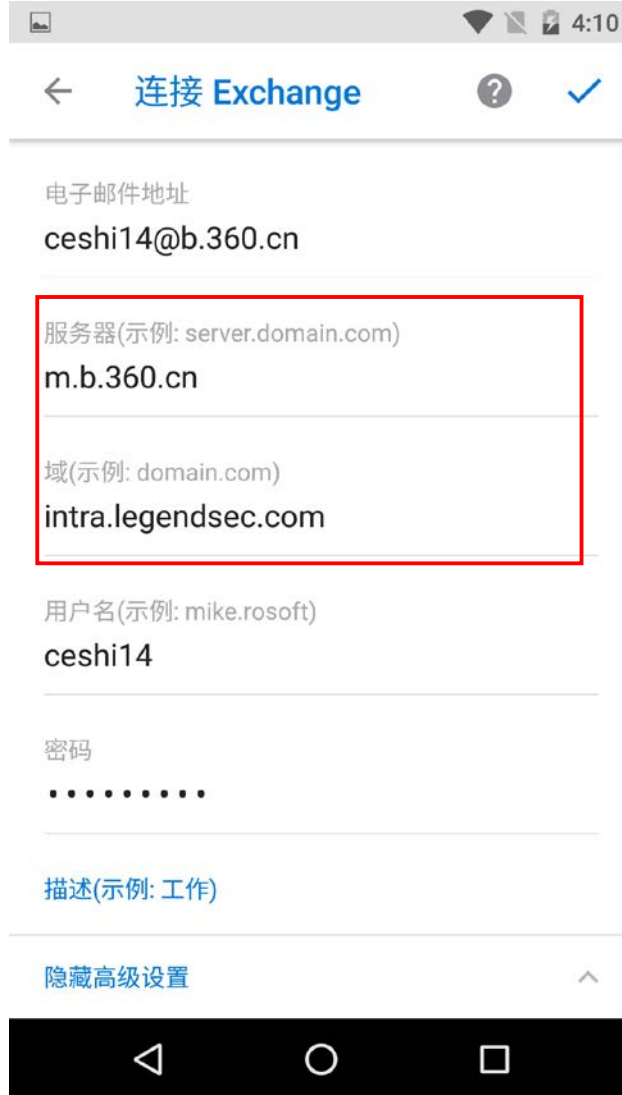 4:10
连接 Exchange
电子邮件地址
ceshi14@b.360.cn
服务器(示例: server.domain.com)
m.b.360.cn
域(示例: domain.com)
intra.legendsec.com
用户名(示例: mike.rosoft)
ceshi14
密码
•••••••••
描述(示例: 工作)
隐藏高级设置